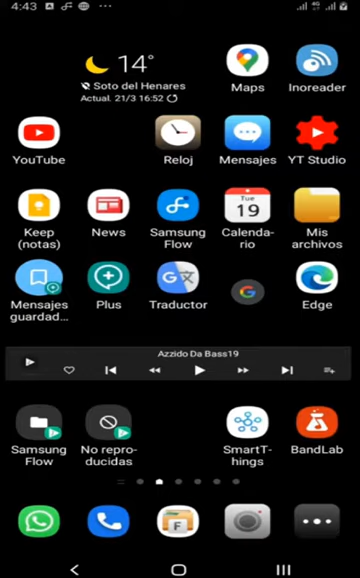 4:43
14°
Soto del Henares
Actual. 21/3 16:52
Maps
Inoreader
YouTube
Reloj
Mensajes
YT Studio
Keep
(notas)
News
Samsung
Flow
Tue
19
Calenda-
rio
Mis
archivos
Mensajes
guardad...
Plus
Traductor
Edge
Azzido Da Bass19
Samsung
Flow
No repro-
ducidas
SmartT-
hings
BandLab
F